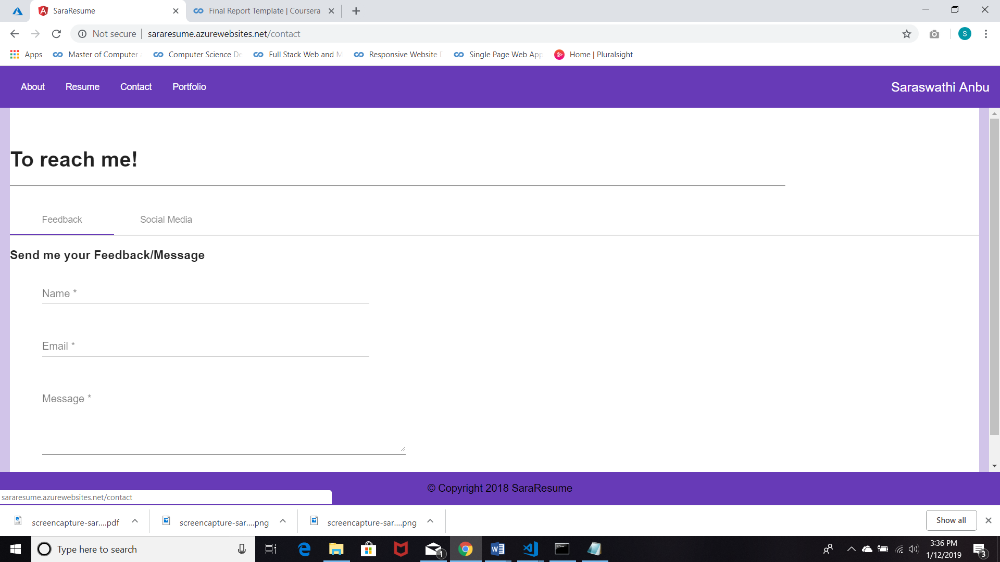 SaraResume
Final Report Template | Coursera
Not secure | sararesume.azurewebsites.net/contact
Apps
Master of Computer
Computer Science De
Full Stack Web and M
Responsive Website D
Single Page Web App
Home | Pluralsight
About
Resume
Contact
Portfolio
Saraswathi Anbu
To reach me!
Feedback
Social Media
Send me your Feedback/Message
Name *
Email *
Message *
© Copyright 2018 SaraResume
sararesume.azurewebsites.net/contact
screencapture-sar....pdf
screencapture-sar....png
screencapture-sar....png
Show all
Type here to search
1
3:36 PM
1/12/2019
3